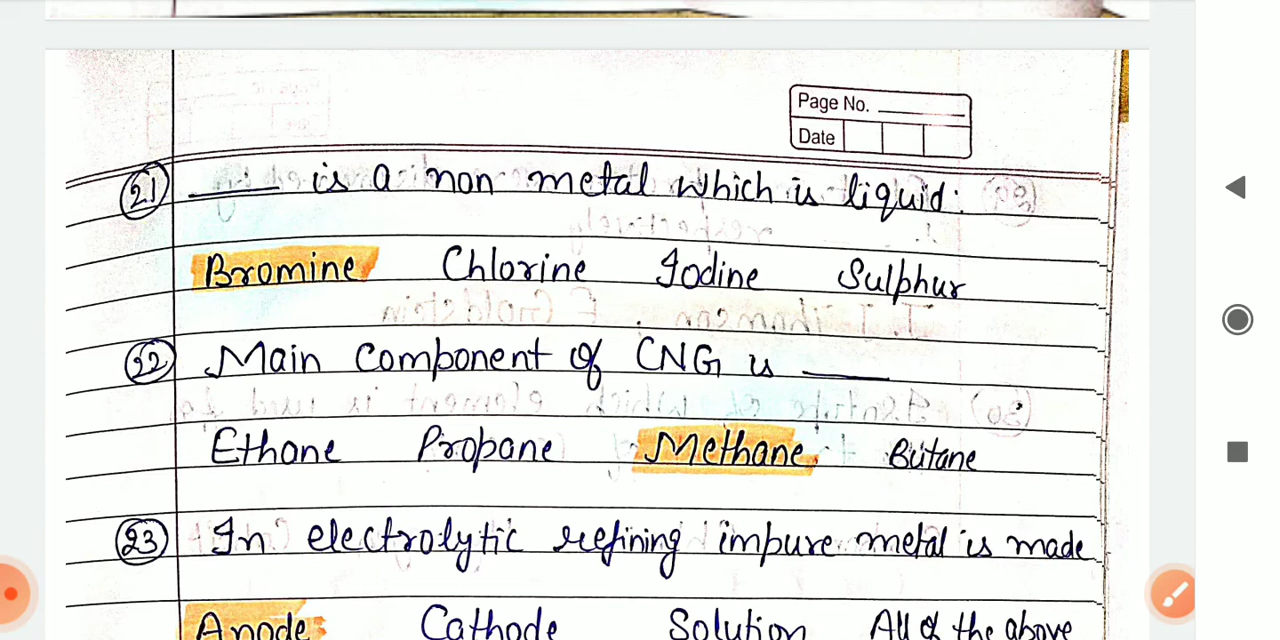 Page No.
Date
21 ____ is a non metal which is liquid:
Bromine Chlorine Iodine Sulphur
22 Main component of CNG is ____
Ethane Propane Methane Butane
23 In electrolytic refining impure metal is made
Anode Cathode Solution All of the above